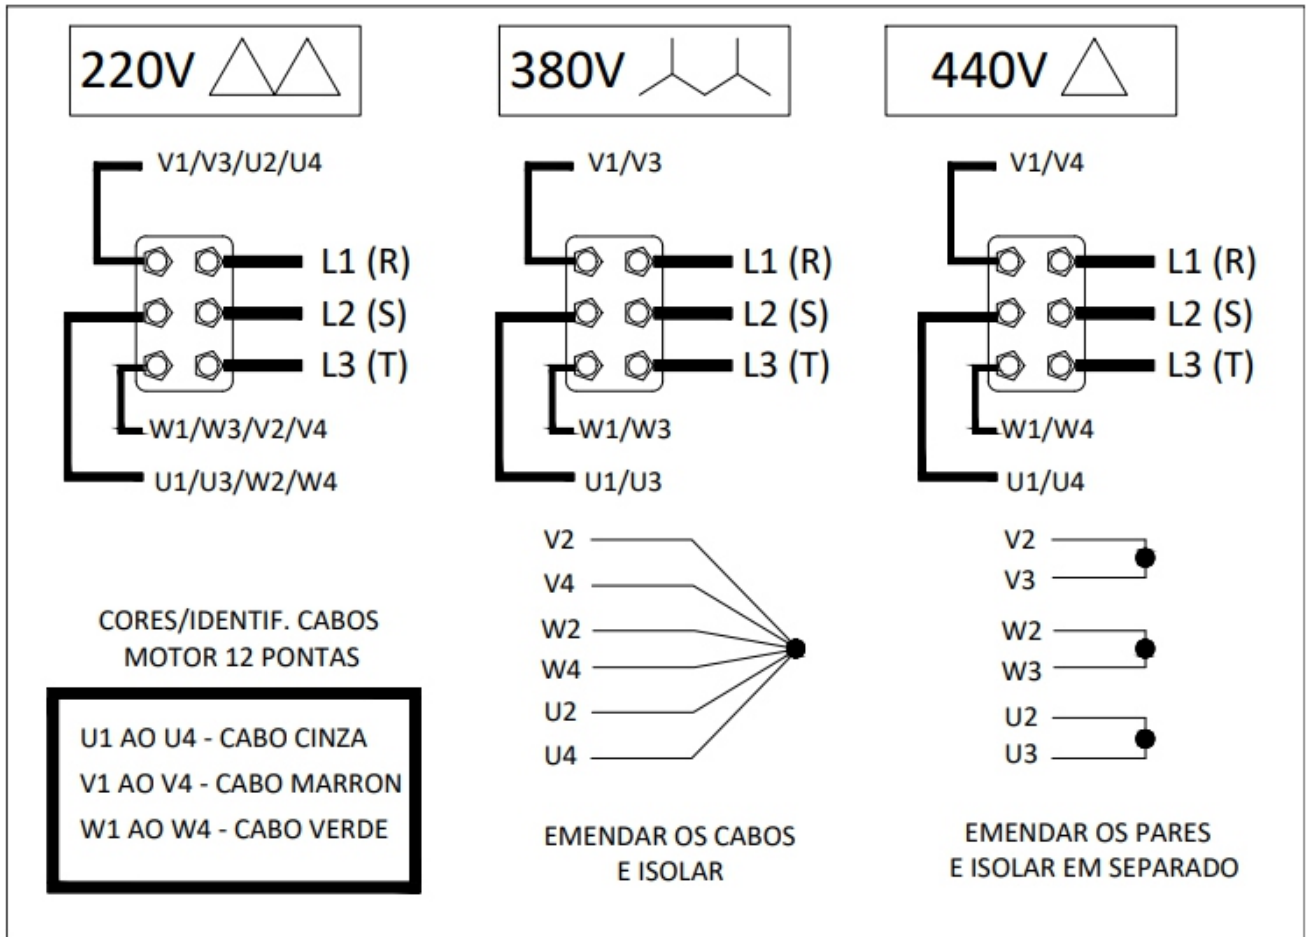 220V
V1/V3/U2/U4
L1 (R)
L2 (S)
L3 (T)
W1/W3/V2/V4
U1/U3/W2/W4
CORES/IDENTIF. CABOS
MOTOR 12 PONTAS
U1 AO U4 - CABO CINZA
V1 AO V4 - CABO MARRON
W1 AO W4 - CABO VERDE
380V
V1/V3
L1 (R)
L2 (S)
L3 (T)
W1/W3
U1/U3
V2
V4
W2
W4
U2
U4
EMENDAR OS CABOS
E ISOLAR
440V
V1/V4
L1 (R)
L2 (S)
L3 (T)
W1/W4
U1/U4
V2
V3
W2
W3
U2
U3
EMENDAR OS PARES
E ISOLAR EM SEPARADO